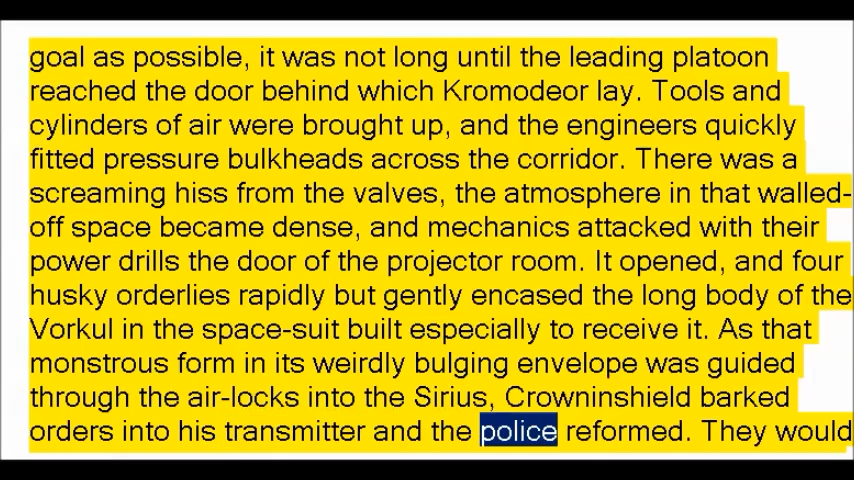 goal as possible, it was not long until the leading platoon
reached the door behind which Kromodeor lay. Tools and
cylinders of air were brought up, and the engineers quickly
fitted pressure bulkheads across the corridor. There was a
screaming hiss from the valves, the atmosphere in that walled-
off space became dense, and mechanics attacked with their
power drills the door of the projector room. It opened, and four
husky orderlies rapidly but gently encased the long body of the
Vorkul in the space-suit built especially to receive it. As that
monstrous form in its weirdly bulging envelope was guided
through the air-locks into the Sirius, Crowninshield barked
orders into his transmitter and the police reformed. They would